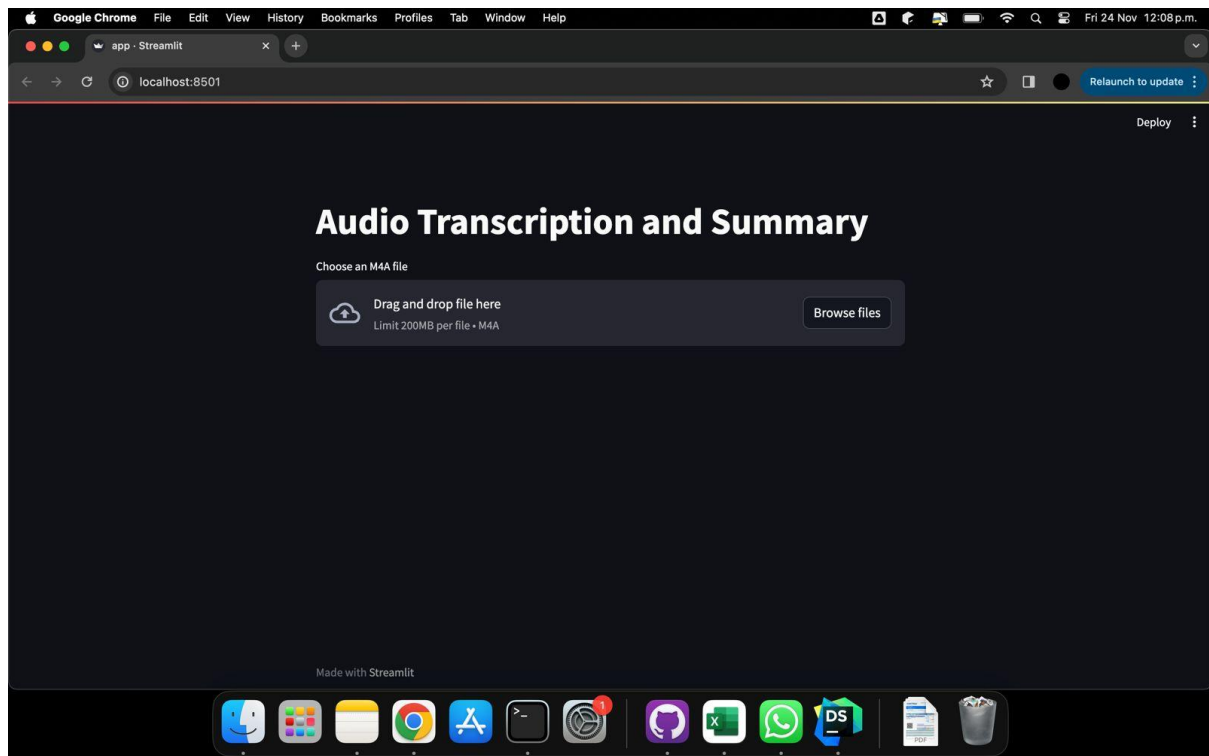 Google Chrome File Edit View History Bookmarks Profiles Tab Window Help Fri 24 Nov 12:08 p.m.
app · Streamlit
localhost:8501 Relaunch to update
Deploy
Audio Transcription and Summary
Choose an M4A file
Drag and drop file here
Limit 200MB per file • M4A
Browse files
Made with Streamlit
>_ 1 X DS
PDF